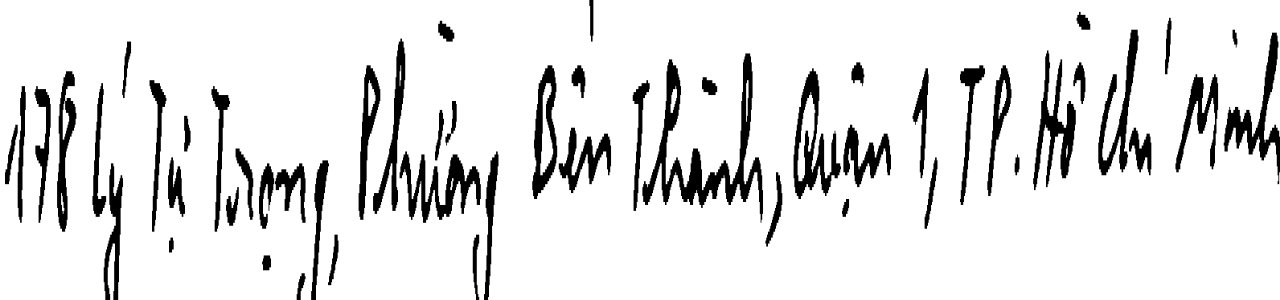 178 Lý Tự Trọng, Phường Bến Thành, Quận 1, TP. Hồ Chí Minh